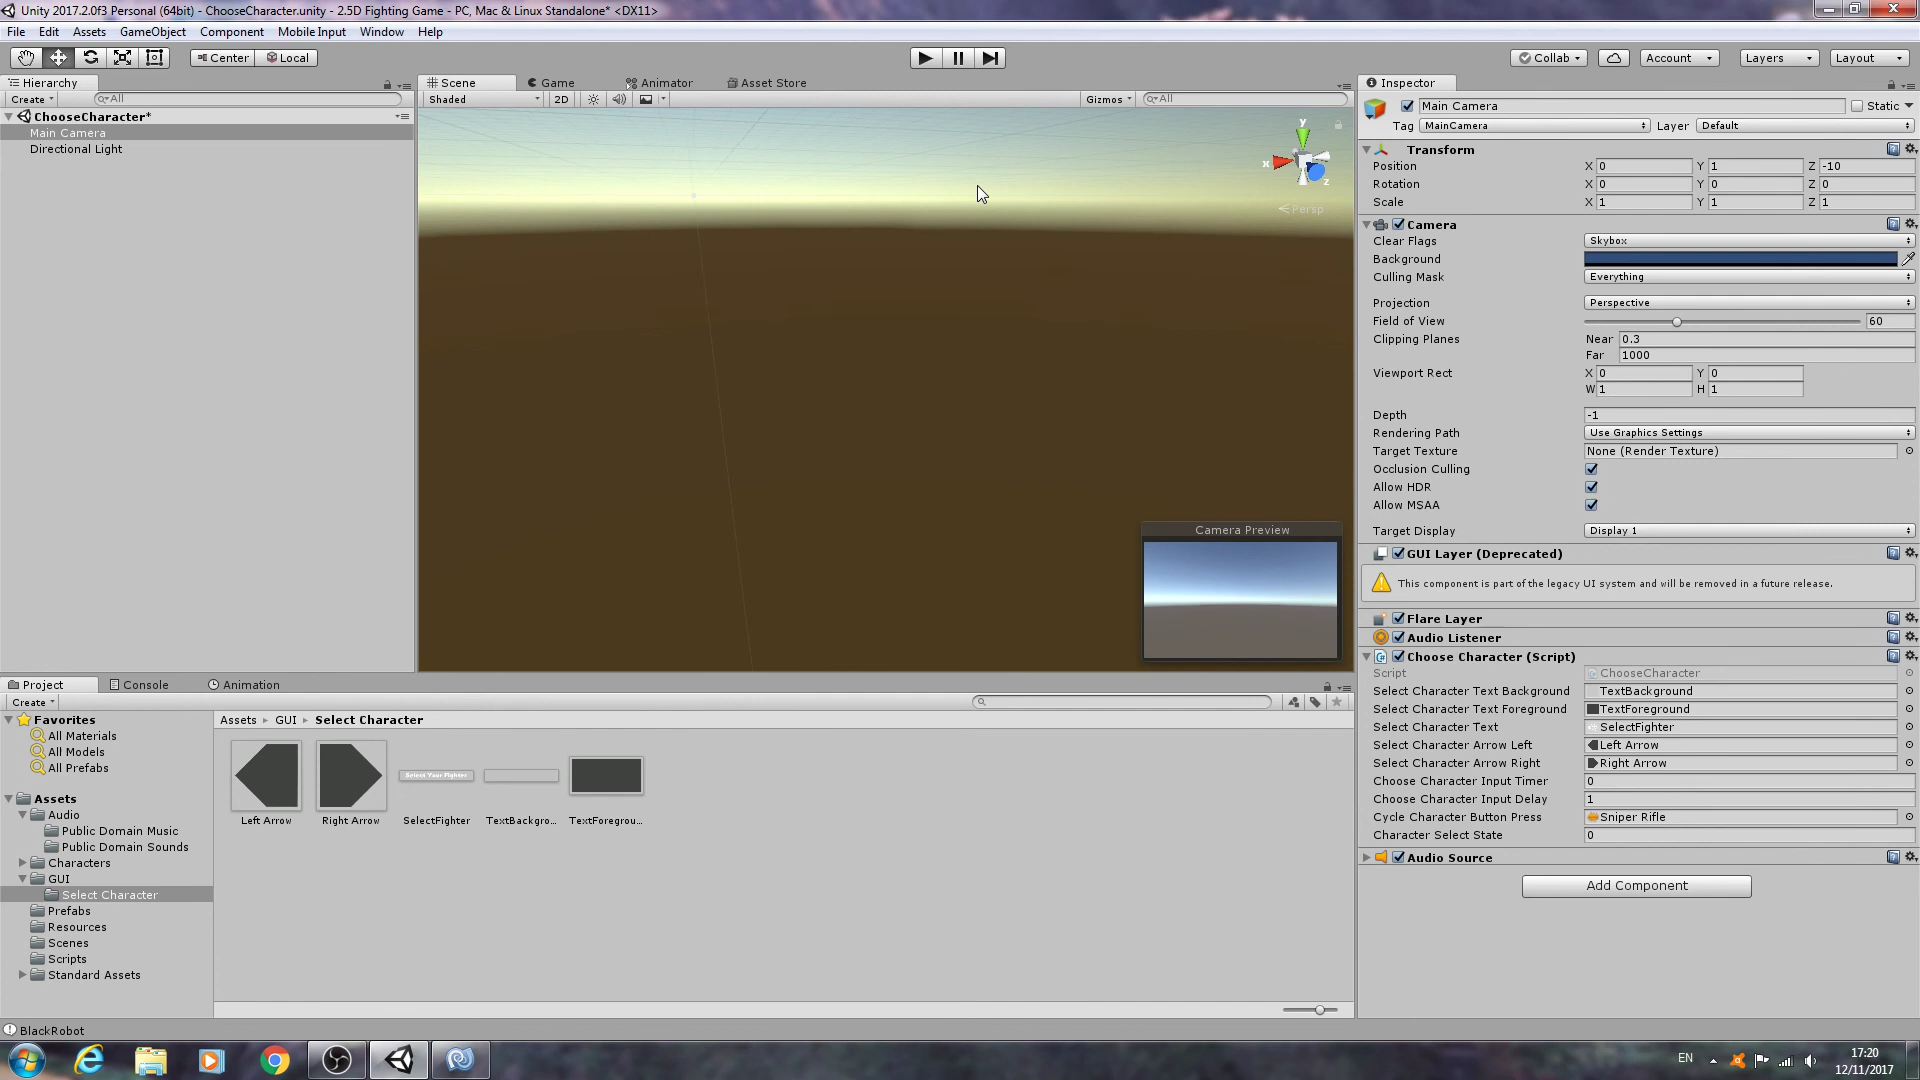 Unity 2017.2.0f3 Personal (64bit) - ChooseCharacter.unity - 2.5D Fighting Game - PC, Mac & Linux Standalone* <DX11>
File Edit Assets GameObject Component Mobile Input Window Help
Center Local Collab Account Layers Layout
Hierarchy
Create All
ChooseCharacter*
Main Camera
Directional Light
Scene Game Animator Asset Store
Shaded 2D Gizmos All
y
x
z
Persp
Camera Preview
Inspector
Main Camera Static
Tag MainCamera Layer Default
Transform
Position X 0 Y 1 Z -10
Rotation X 0 Y 0 Z 0
Scale X 1 Y 1 Z 1
Camera
Clear Flags Skybox
Background
Culling Mask Everything
Projection Perspective
Field of View 60
Clipping Planes Near 0.3
Far 1000
Viewport Rect X 0 Y 0
W 1 H 1
Depth -1
Rendering Path Use Graphics Settings
Target Texture None (Render Texture)
Occlusion Culling
Allow HDR
Allow MSAA
Target Display Display 1
GUI Layer (Deprecated)
This component is part of the legacy UI system and will be removed in a future release.
Flare Layer
Audio Listener
Choose Character (Script)
Script ChooseCharacter
Select Character Text Background TextBackground
Select Character Text Foreground TextForeground
Select Character Text SelectFighter
Select Character Arrow Left Left Arrow
Select Character Arrow Right Right Arrow
Choose Character Input Timer 0
Choose Character Input Delay 1
Cycle Character Button Press Sniper Rifle
Character Select State 0
Audio Source
Add Component
Project Console Animation
Create
Favorites
All Materials
All Models
All Prefabs
Assets
Audio
Public Domain Music
Public Domain Sounds
Characters
GUI
Select Character
Prefabs
Resources
Scenes
Scripts
Standard Assets
Assets GUI Select Character
Select Your Fighter
Left Arrow Right Arrow SelectFighter TextBackgro... TextForegrou...
BlackRobot
EN
17:20
12/11/2017